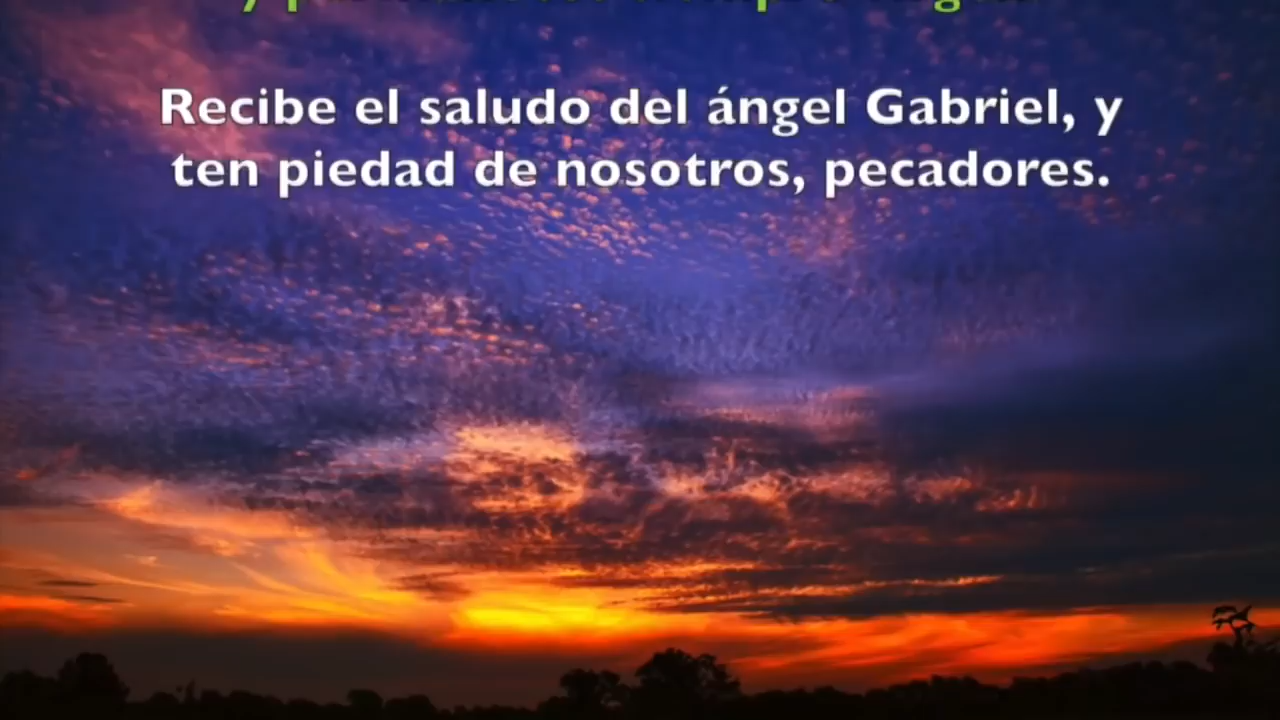 Recibe el saludo del ángel Gabriel, y
ten piedad de nosotros, pecadores.